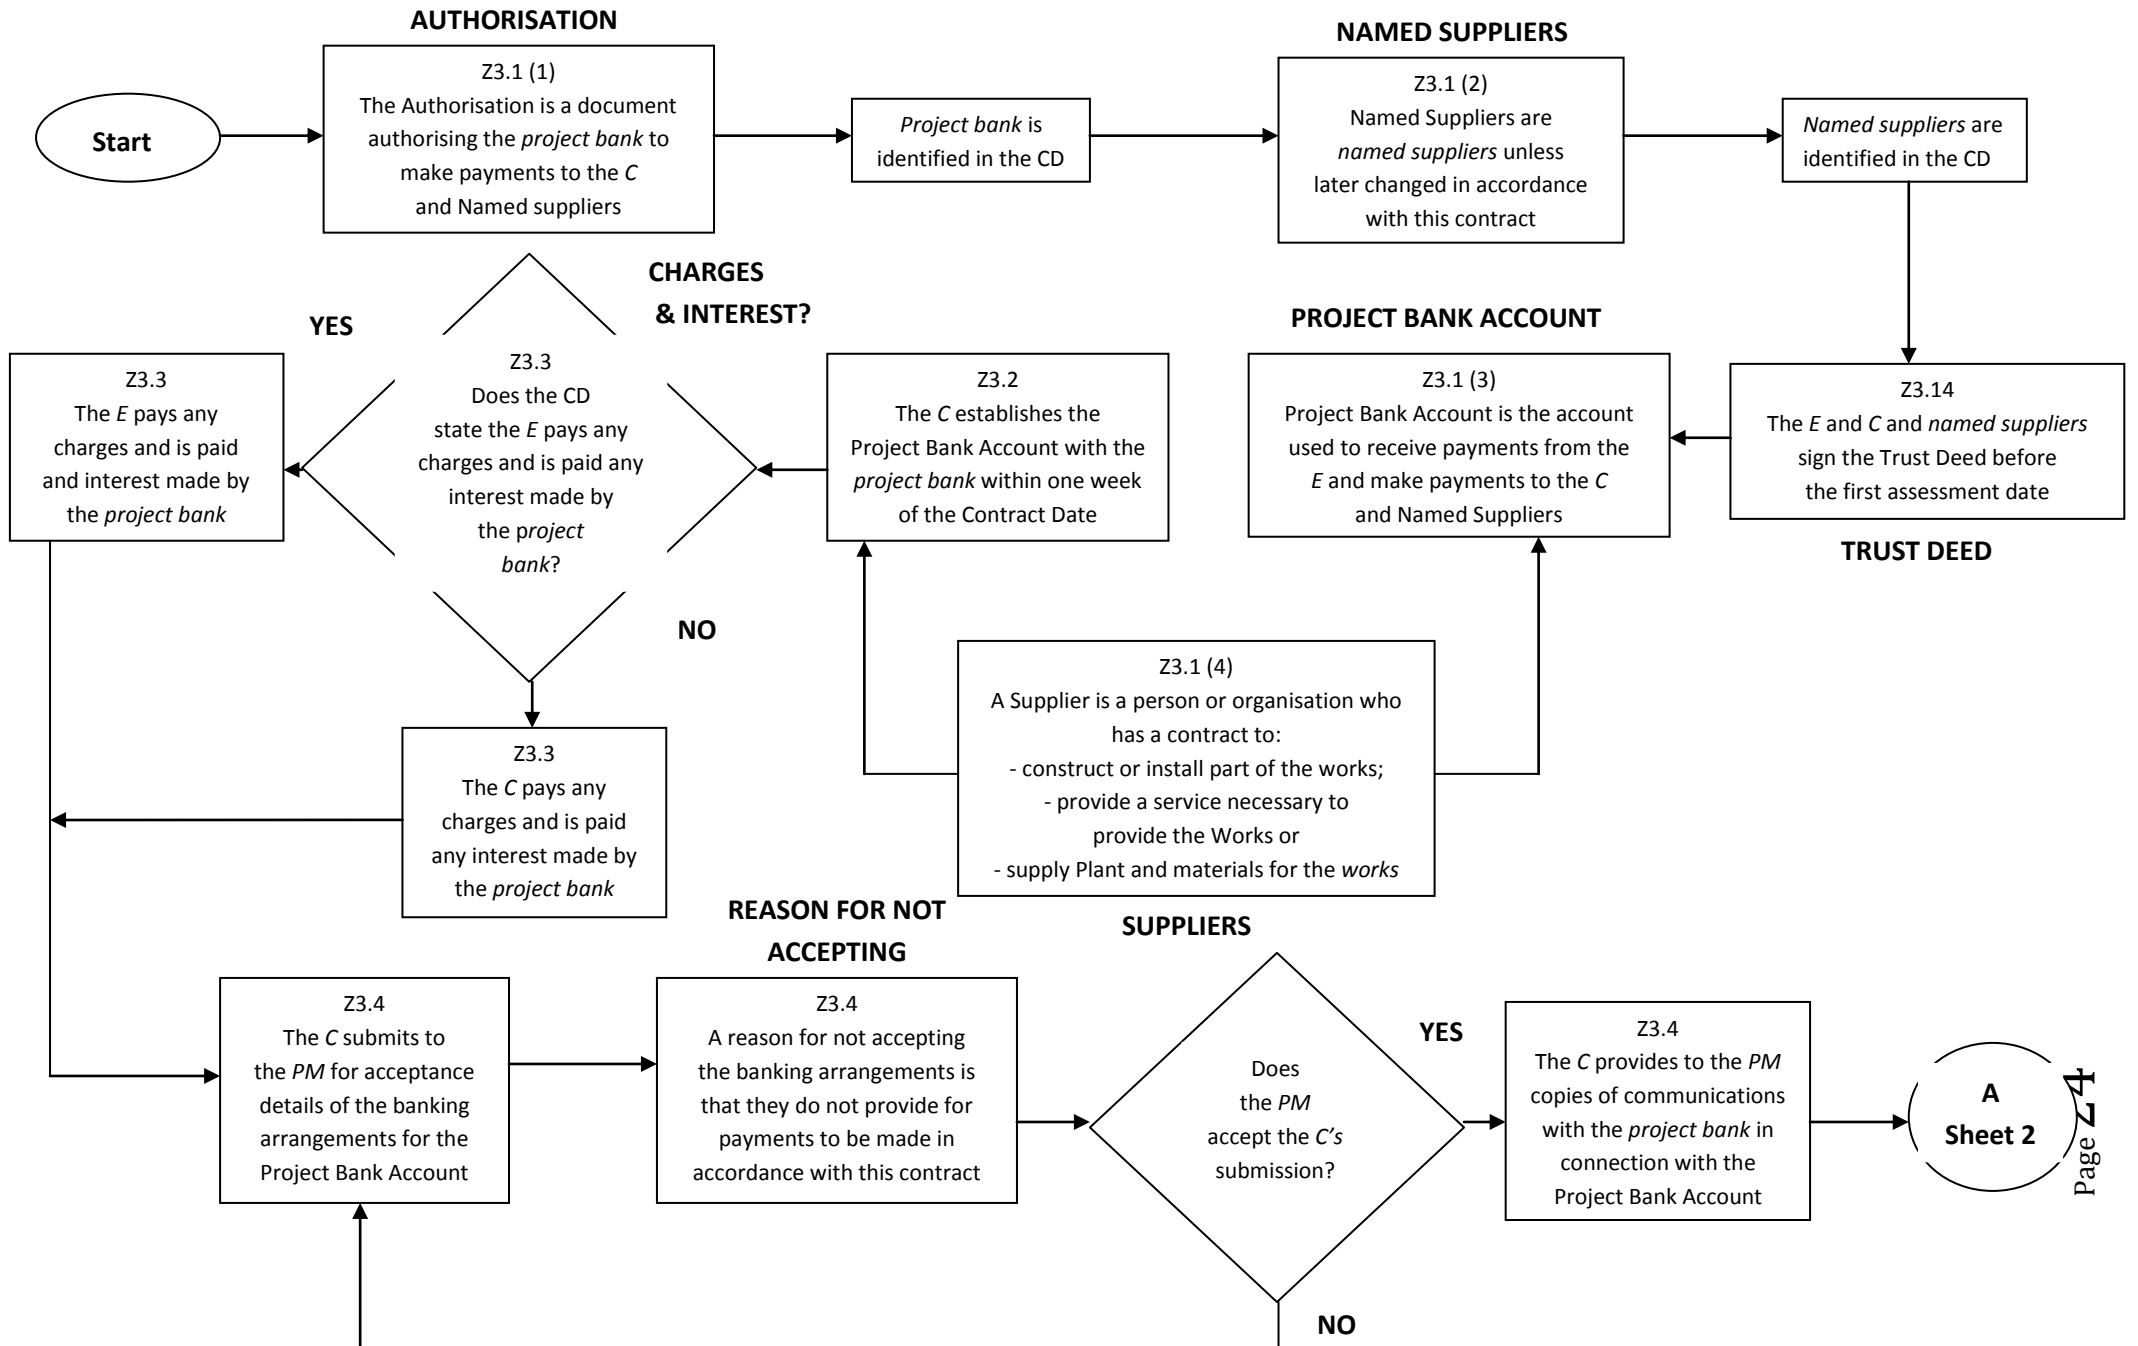 AUTHORISATION
Start
Z3.1 (1)
The Authorisation is a document
authorising the project bank to
make payments to the C
and Named suppliers
Project bank is
identified in the CD
NAMED SUPPLIERS
Z3.1 (2)
Named Suppliers are
named suppliers unless
later changed in accordance
with this contract
Named suppliers are
identified in the CD
CHARGES
& INTEREST?
YES
Z3.3
The E pays any
charges and is paid
and interest made by
the project bank
Z3.3
Does the CD
state the E pays any
charges and is paid any
interest made by
the project
bank?
NO
Z3.2
The C establishes the
Project Bank Account with the
project bank within one week
of the Contract Date
PROJECT BANK ACCOUNT
Z3.1 (3)
Project Bank Account is the account
used to receive payments from the
E and make payments to the C
and Named Suppliers
Z3.14
The E and C and named suppliers
sign the Trust Deed before
the first assessment date
TRUST DEED
Z3.1 (4)
A Supplier is a person or organisation who
has a contract to:
- construct or install part of the works;
- provide a service necessary to
provide the Works or
- supply Plant and materials for the works
SUPPLIERS
Z3.3
The C pays any
charges and is paid
any interest made by
the project bank
REASON FOR NOT
ACCEPTING
Z3.4
The C submits to
the PM for acceptance
details of the banking
arrangements for the
Project Bank Account
Z3.4
A reason for not accepting
the banking arrangements is
that they do not provide for
payments to be made in
accordance with this contract
Does
the PM
accept the C's
submission?
YES
NO
Z3.4
The C provides to the PM
copies of communications
with the project bank in
connection with the
Project Bank Account
A
Sheet 2
Page Z4